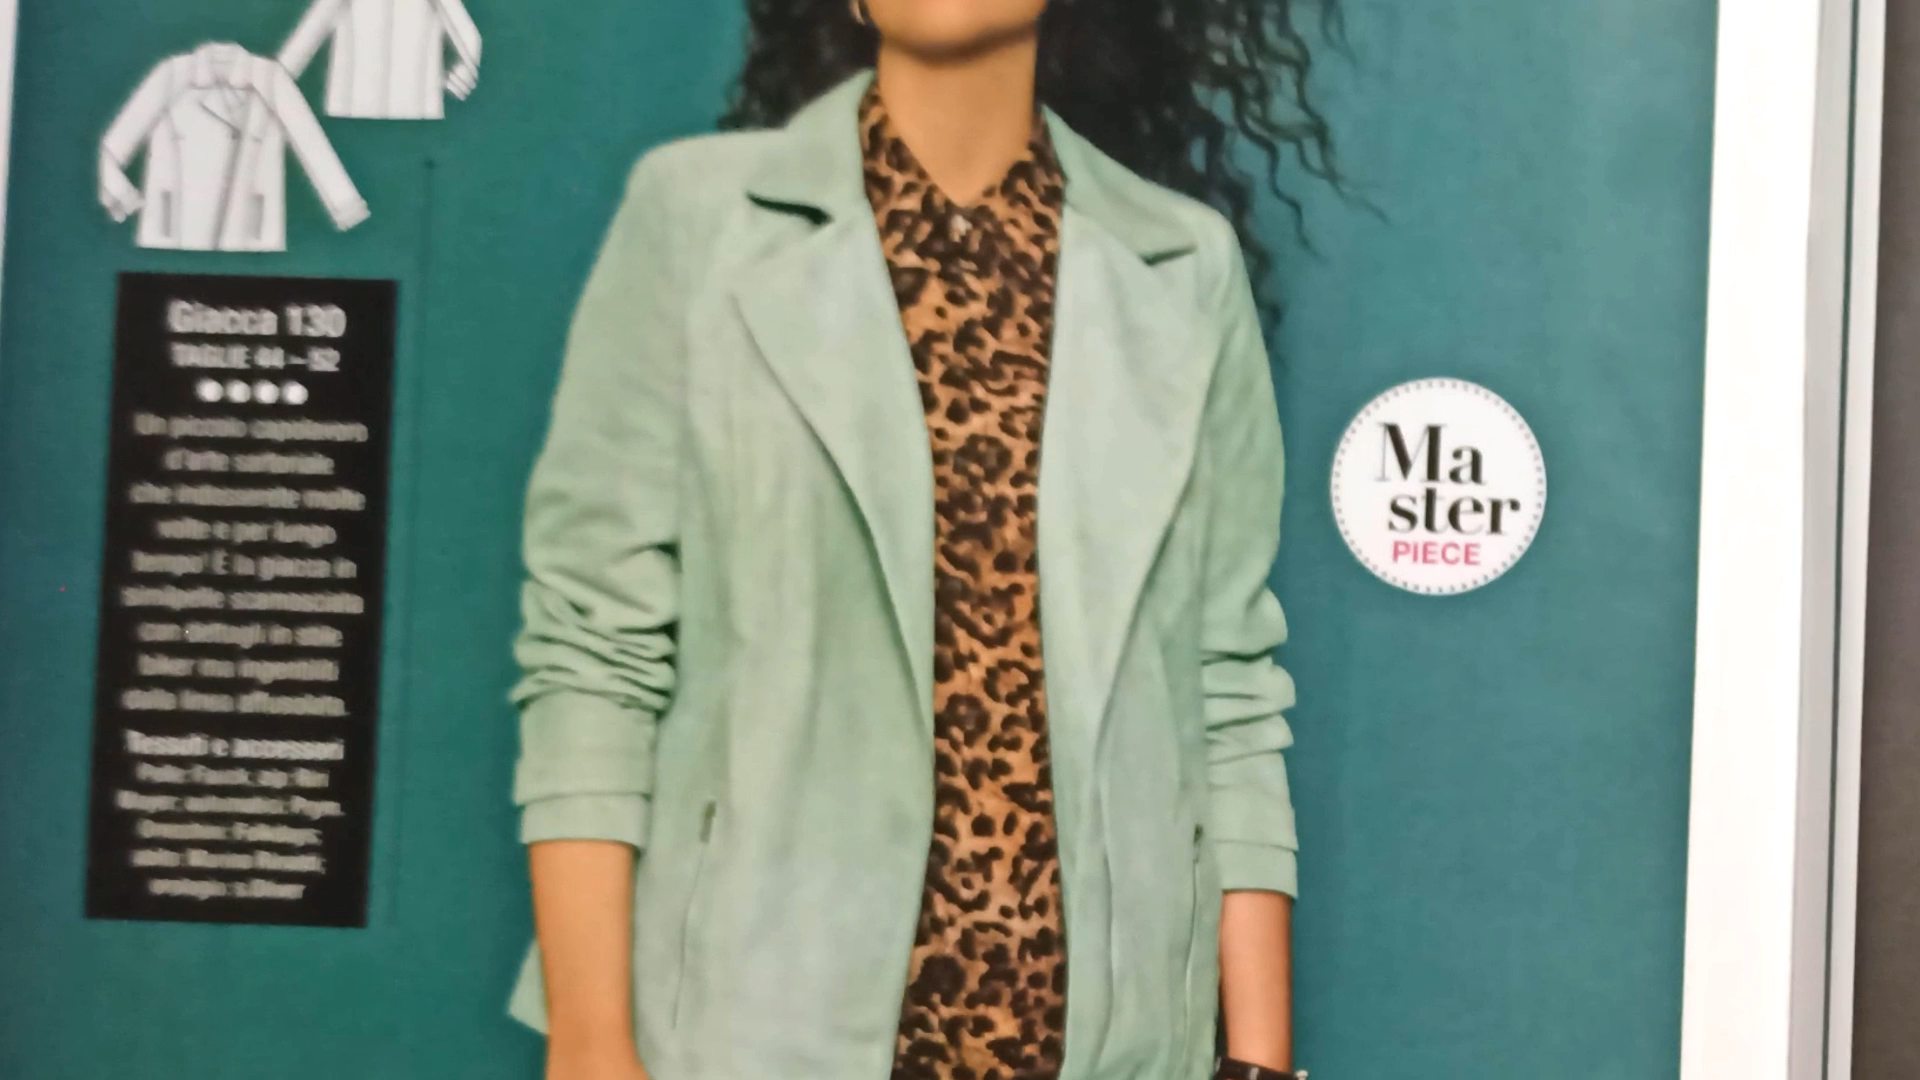 Giacca 130
TAGLIE 44 – 52
Un piccolo capolavoro
d'arte sartoriale
che indosserete molte
volte e per lungo
tempo! È la giacca in
similpelle scamosciata
con dettagli in stile
biker ma ingentiliti
dalla linea affusolata.
Tessuti e accessori
Ma
ster
PIECE